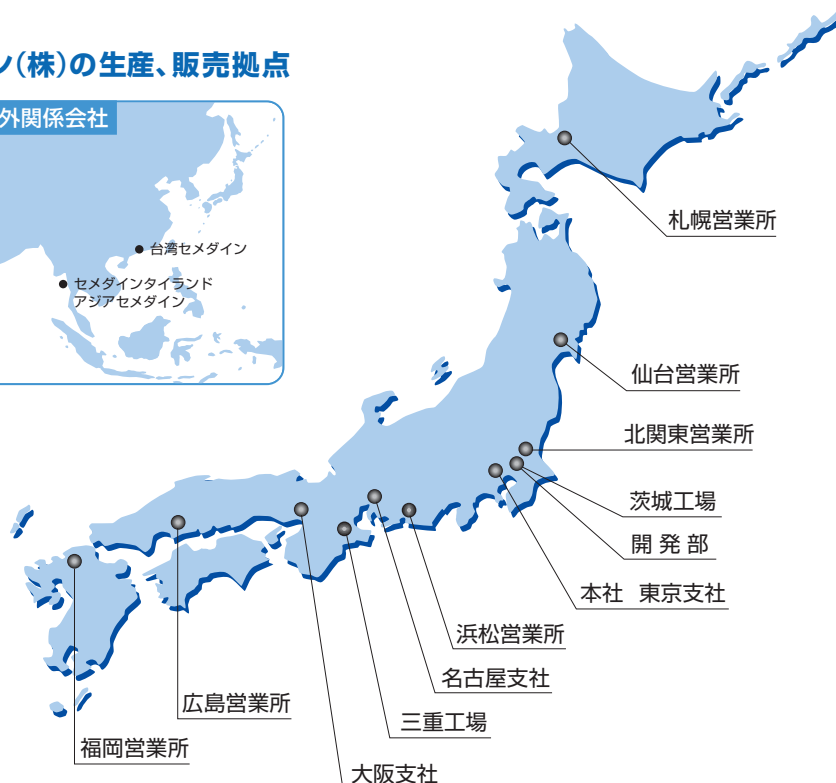 ン(株)の生産、販売拠点
外関係会社
台湾セメダイン
セメダインタイランド
アジアセメダイン
札幌営業所
仙台営業所
北関東営業所
茨城工場
開 発 部
本社 東京支社
浜松営業所
名古屋支社
広島営業所
三重工場
福岡営業所
大阪支社